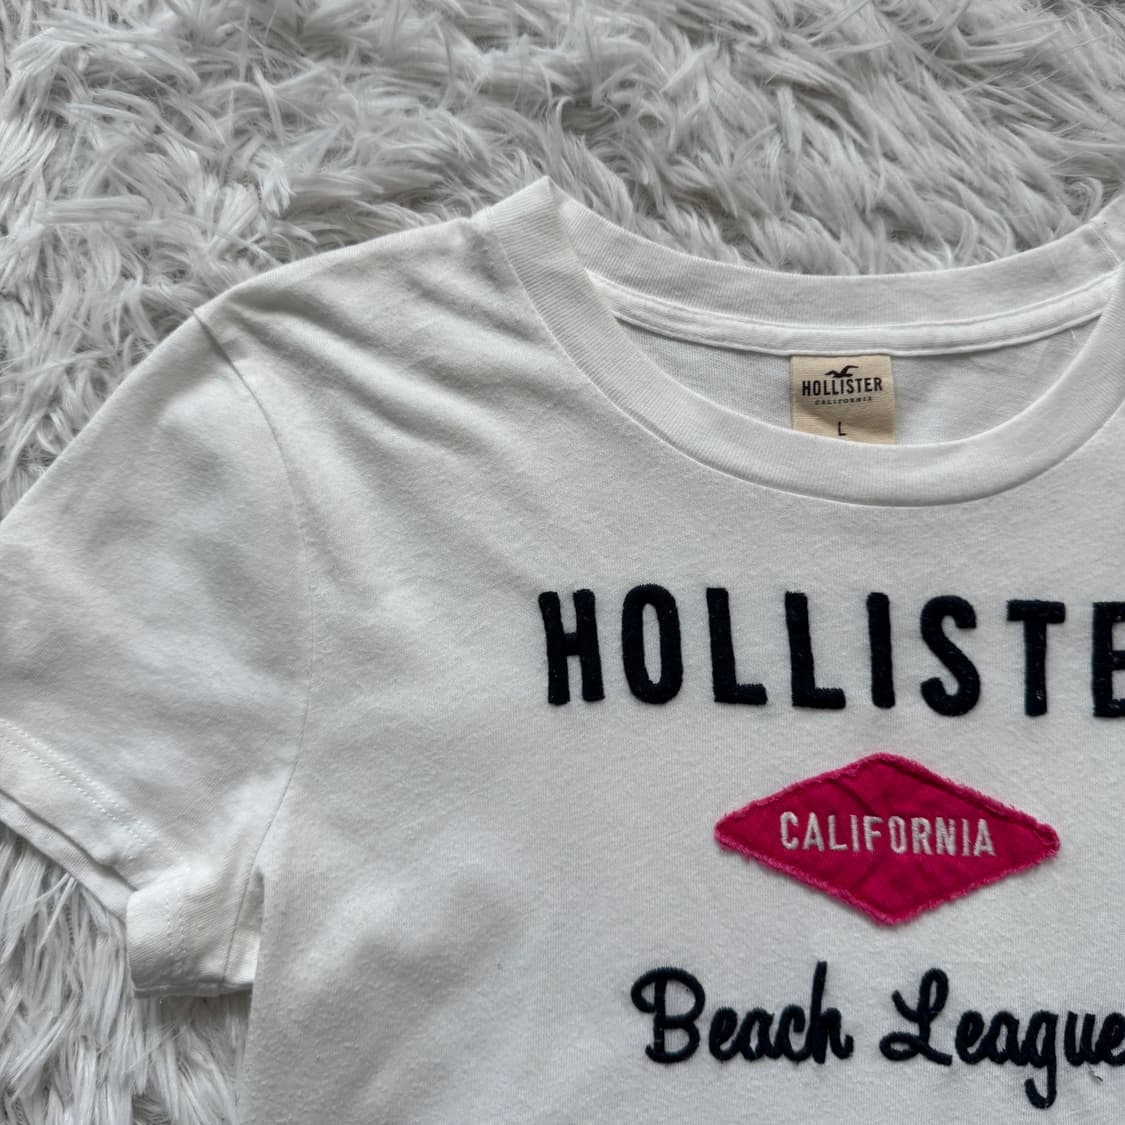 HOLLISTER
CALIFORNIA
L
HOLLISTE
CALIFORNIA
Beach League